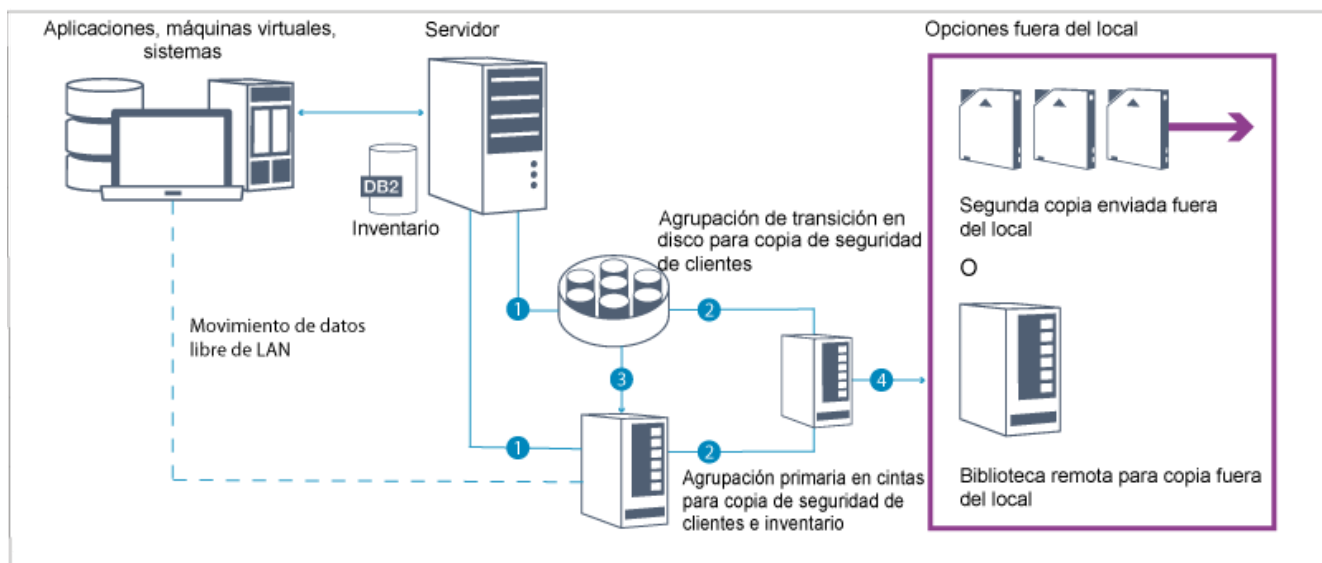 Aplicaciones, máquinas virtuales,
sistemas
Servidor
Opciones fuera del local
DB2
Inventario
Agrupación de transición en
disco para copia de seguridad
de clientes
Segunda copia enviada fuera
del local
O
1
2
Movimiento de datos
libre de LAN
3
4
1
2
Agrupación primaria en cintas
para copia de seguridad de
clientes e inventario
Biblioteca remota para copia fuera
del local